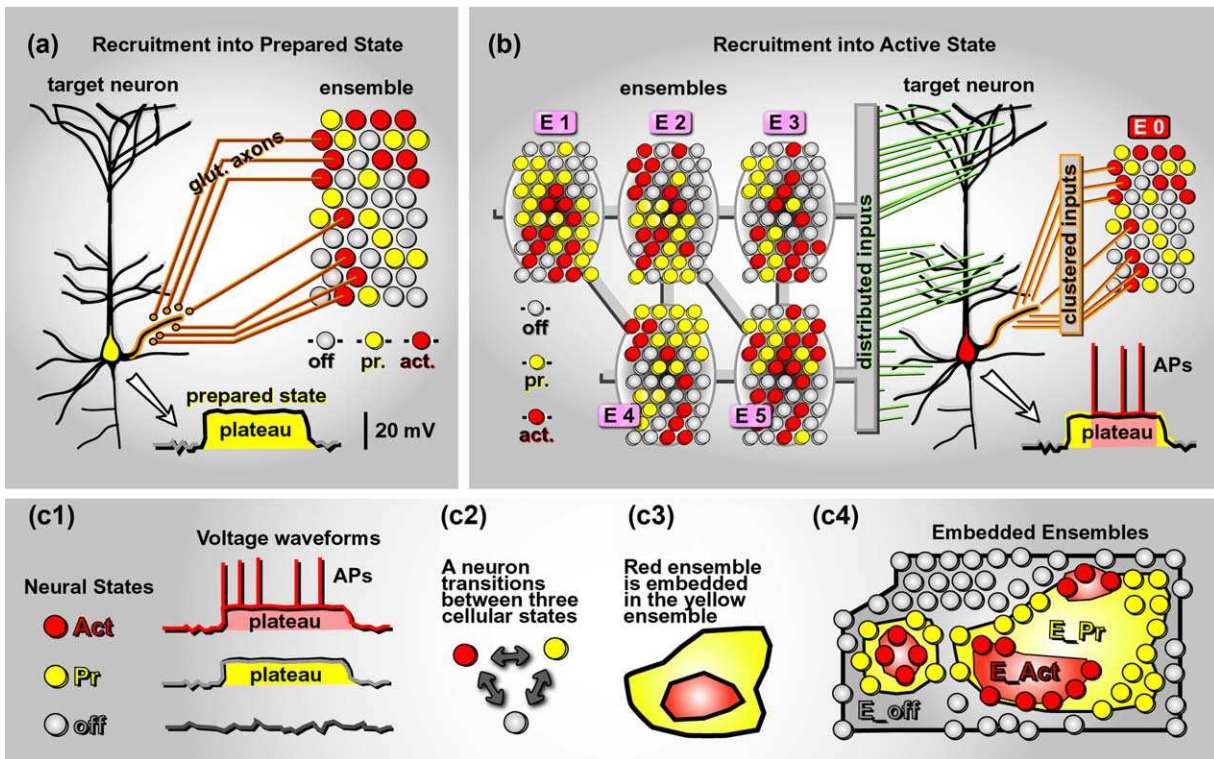 (a)
Recruitment into Prepared State
target neuron
ensemble
glut. axons
off
pr.
act.
prepared state
plateau
20 mV
(b)
Recruitment into Active State
ensembles
target neuron
E 1
E 2
E 3
E 0
distributed inputs
clustered inputs
off
pr.
act.
E 4
E 5
APs
plateau
(c1)
Voltage waveforms
Neural States
APs
Act
plateau
Pr
plateau
off
(c2)
A neuron
transitions
between three
cellular states
(c3)
Red ensemble
is embedded
in the yellow
ensemble
(c4)
Embedded Ensembles
E_Pr
E_Act
E_off